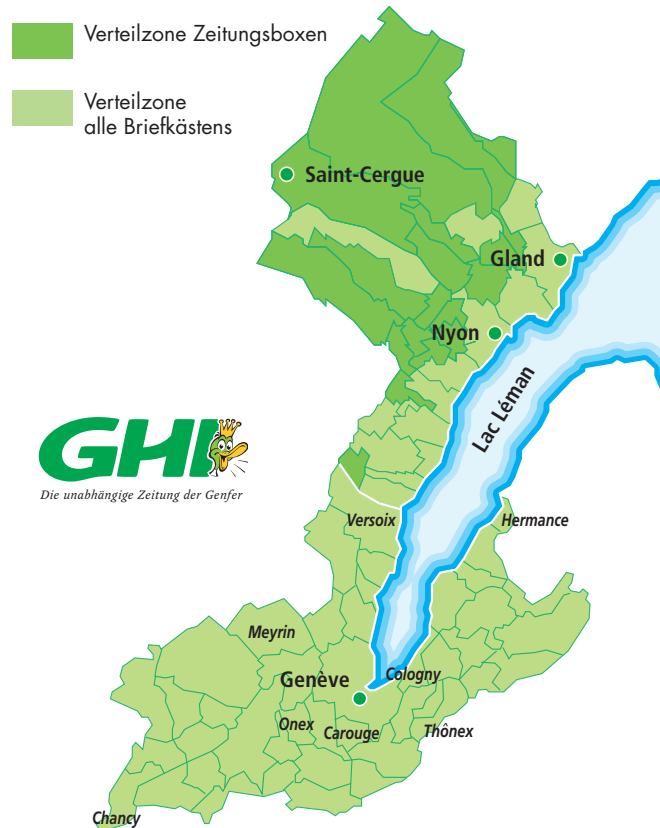 Verteilzone Zeitungsboxen
Verteilzone
alle Briefkästens
Saint-Cergue
Gland
Nyon
Lac Léman
GHI
Die unabhängige Zeitung der Genfer
Versoix
Hermance
Meyrin
Genève
Cologny
Onex
Carouge
Thônex
Chancy